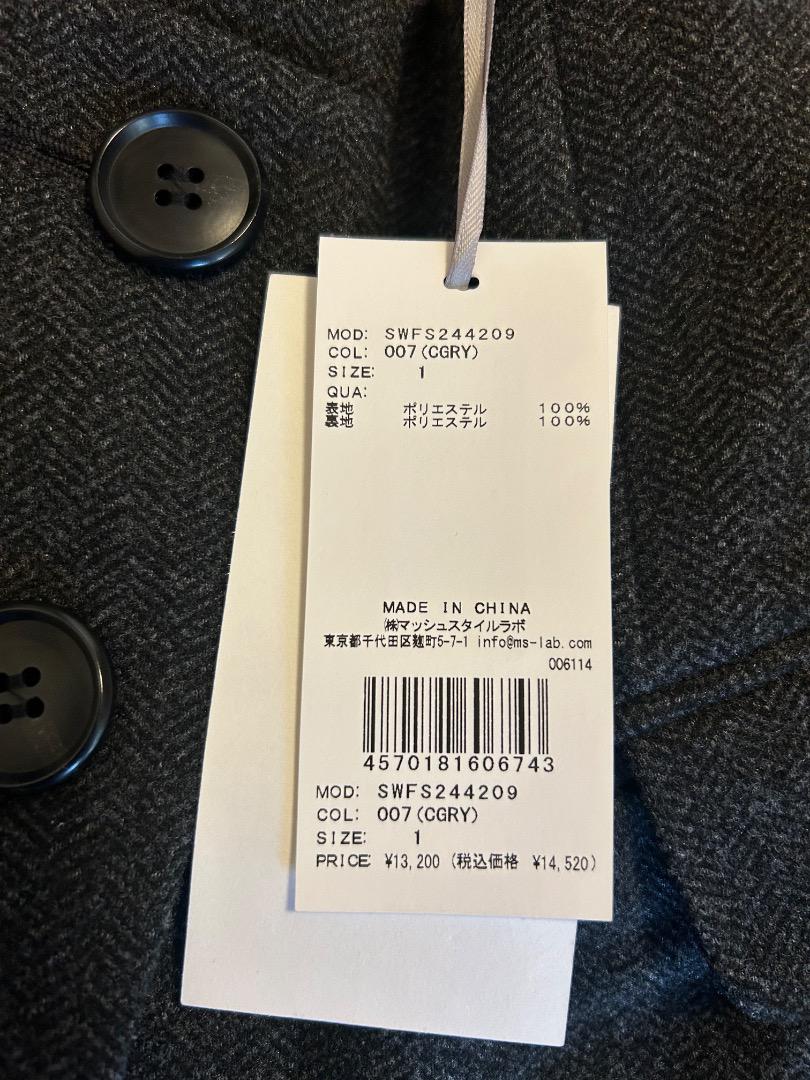 MOD: SWFS244209
COL: 007(CGRY)
SIZE: 1
QUA:
表地 ポリエステル 100%
裏地 ポリエステル 100%
MADE IN CHINA
㈱マッシュスタイルラボ
東京都千代田区麹町5-7-1 info@ms-lab.com
006114
4570181606743
MOD: SWFS244209
COL: 007(CGRY)
SIZE: 1
PRICE: ¥13,200 (税込価格 ¥14,520)